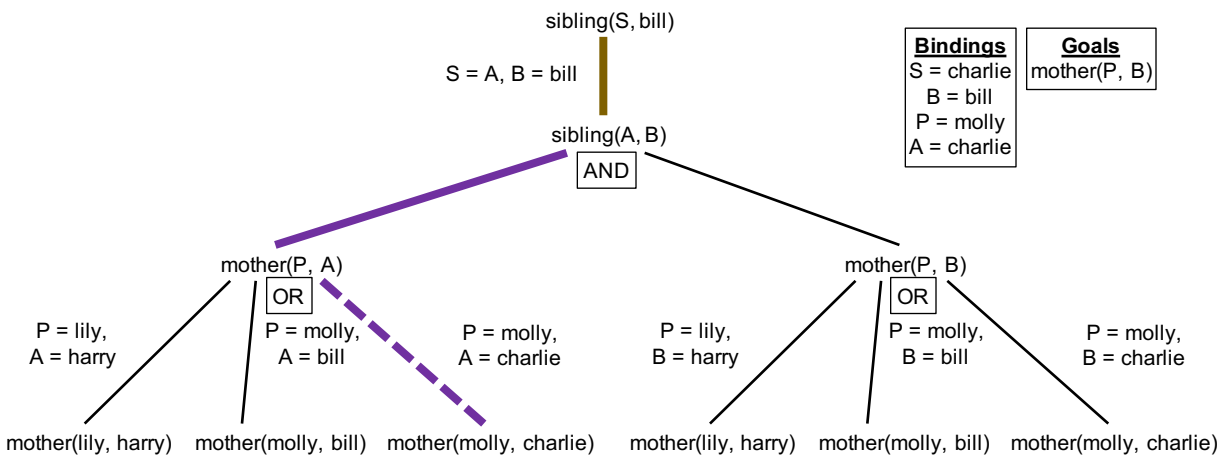 sibling(S, bill)
S = A, B = bill
Bindings
S = charlie
B = bill
P = molly
A = charlie
Goals
mother(P, B)
sibling(A, B)
AND
mother(P, A)
OR
mother(P, B)
OR
P = lily,
A = harry
P = molly,
A = bill
P = molly,
A = charlie
P = lily,
B = harry
P = molly,
B = bill
P = molly,
B = charlie
mother(lily, harry)
mother(molly, bill)
mother(molly, charlie)
mother(lily, harry)
mother(molly, bill)
mother(molly, charlie)